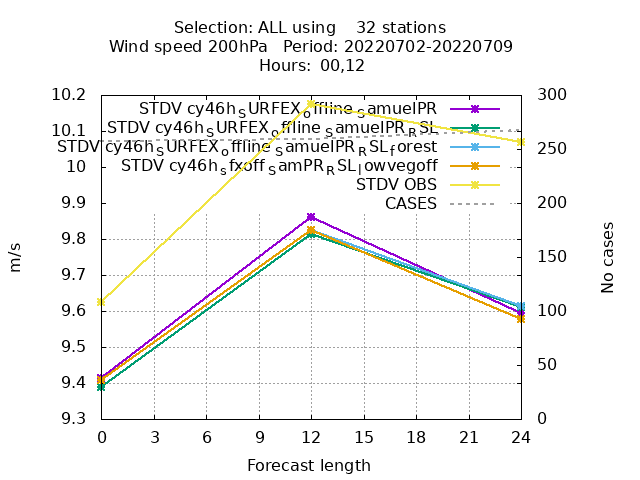 Selection: ALL using    32 stations
Wind speed 200hPa   Period: 20220702-20220709
Hours: 00,12
10.2
10.1
10
9.9
9.8
9.7
9.6
9.5
9.4
9.3
m/s
STDV cy46h_SURFEX_offline_SamuelPR
STDV cy46h_SURFEX_offline_SamuelPR_RSL
STDV cy46h_SURFEX_offline_SamuelPR_RSL_forest
STDV cy46h_sfxoff_SamPR_RSL_lowvegoff
STDV OBS
CASES
300
250
200
150
100
50
0
No cases
0 3 6 9 12 15 18 21 24
Forecast length